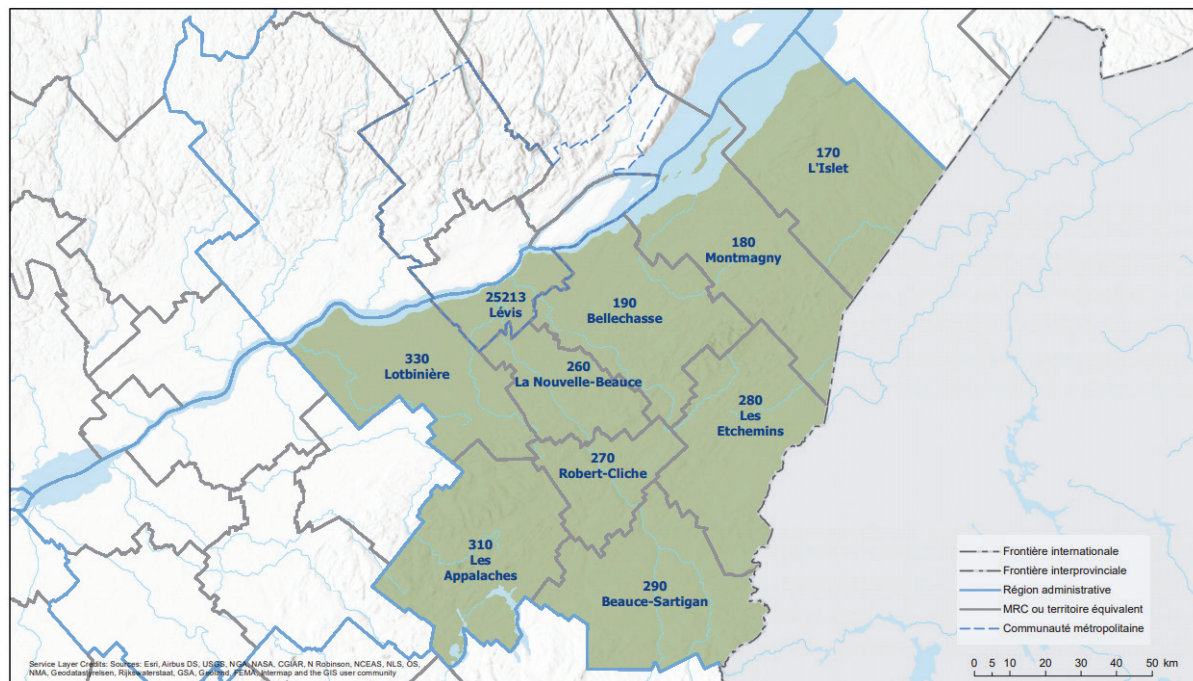 170
L'Islet
180
Montmagny
25213
Lévis
190
Bellechasse
330
Lotbinière
260
La Nouvelle-Beauce
280
Les
Etchemins
270
Robert-Cliche
310
Les
Appalaches
290
Beauce-Sartigan
Frontière internationale
Frontière interprovinciale
Région administrative
MRC ou territoire équivalent
Communauté métropolitaine
0 5 10 20 30 40 50 km
Service Layer Credits: Sources: Esri, Airbus DS, USGS, NGA, NASA, CGIAR, N Robinson, NCEAS, NLS, OS,
NMA, Geodatastyrelsen, Rijkswaterstaat, GSA, Geoland, FEMA, Intermap and the GIS user community